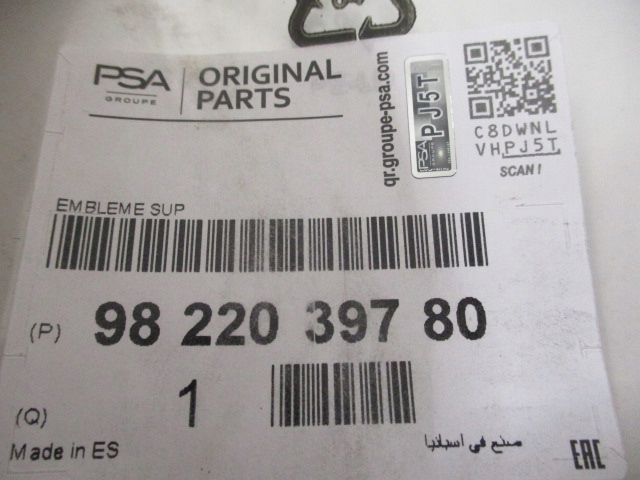 PSA
GROUPE
ORIGINAL
PARTS
qr.groupe-psa.com
PSA PJ5T
C8DWNL
VHPJ5T
SCAN!
EMBLEME SUP
(P) 98 220 397 80
(Q) 1
Made in ES
صنع في اسبانيا
EAC